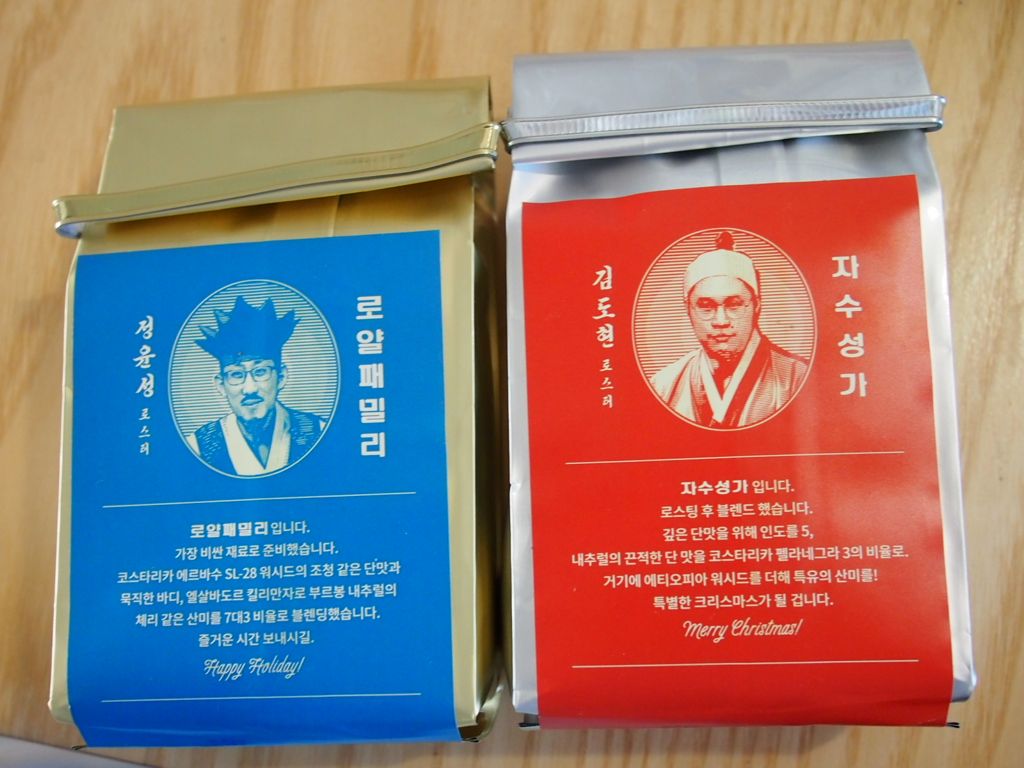 로얄패밀리
정윤성 로스터
로얄패밀리입니다.
가장 비싼 재료로 준비했습니다.
코스타리카 에르바수 SL-28 워시드의 조청 같은 단맛과
묵직한 바디, 엘살바도르 킬리만자로 부르봉 내추럴의
체리 같은 산미를 7대3 비율로 블렌딩했습니다.
즐거운 시간 보내시길.
Happy Holiday!
자수성가
김도현 로스터
자수성가입니다.
로스팅 후 블렌드 했습니다.
깊은 단맛을 위해 인도를 5,
내추럴의 끈적한 단 맛을 코스타리카 펠라네그라 3의 비율로.
거기에 에티오피아 워시드를 더해 특유의 산미를!
특별한 크리스마스가 될 겁니다.
Merry Christmas!